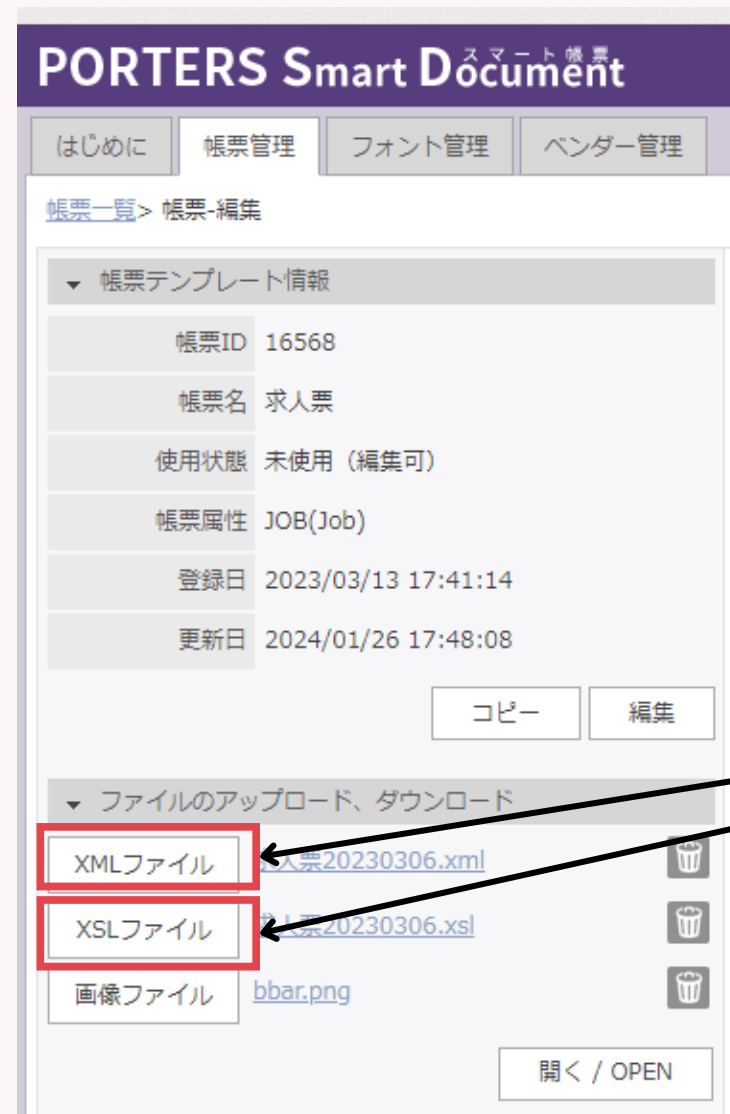 スマート帳票
PORTERS Smart Document
はじめに 帳票管理 フォント管理 ベンダー管理
帳票一覧> 帳票-編集
帳票テンプレート情報
帳票ID 16568
帳票名 求人票
使用状態 未使用（編集可）
帳票属性 JOB(Job)
登録日 2023/03/13 17:41:14
更新日 2024/01/26 17:48:08
コピー 編集
ファイルのアップロード、ダウンロード
XMLファイル 求人票20230306.xml
XSLファイル 求人票20230306.xsl
画像ファイル bbar.png
開く / OPEN